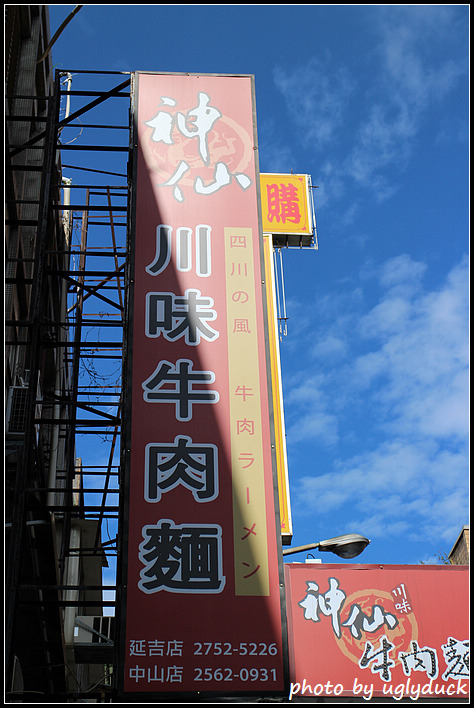 神仙
川味牛肉麵
四川の風 牛肉ラーメン
延吉店 2752-5226
中山店 2562-0931
購
神仙川味
牛肉麵
photo by uglyduck